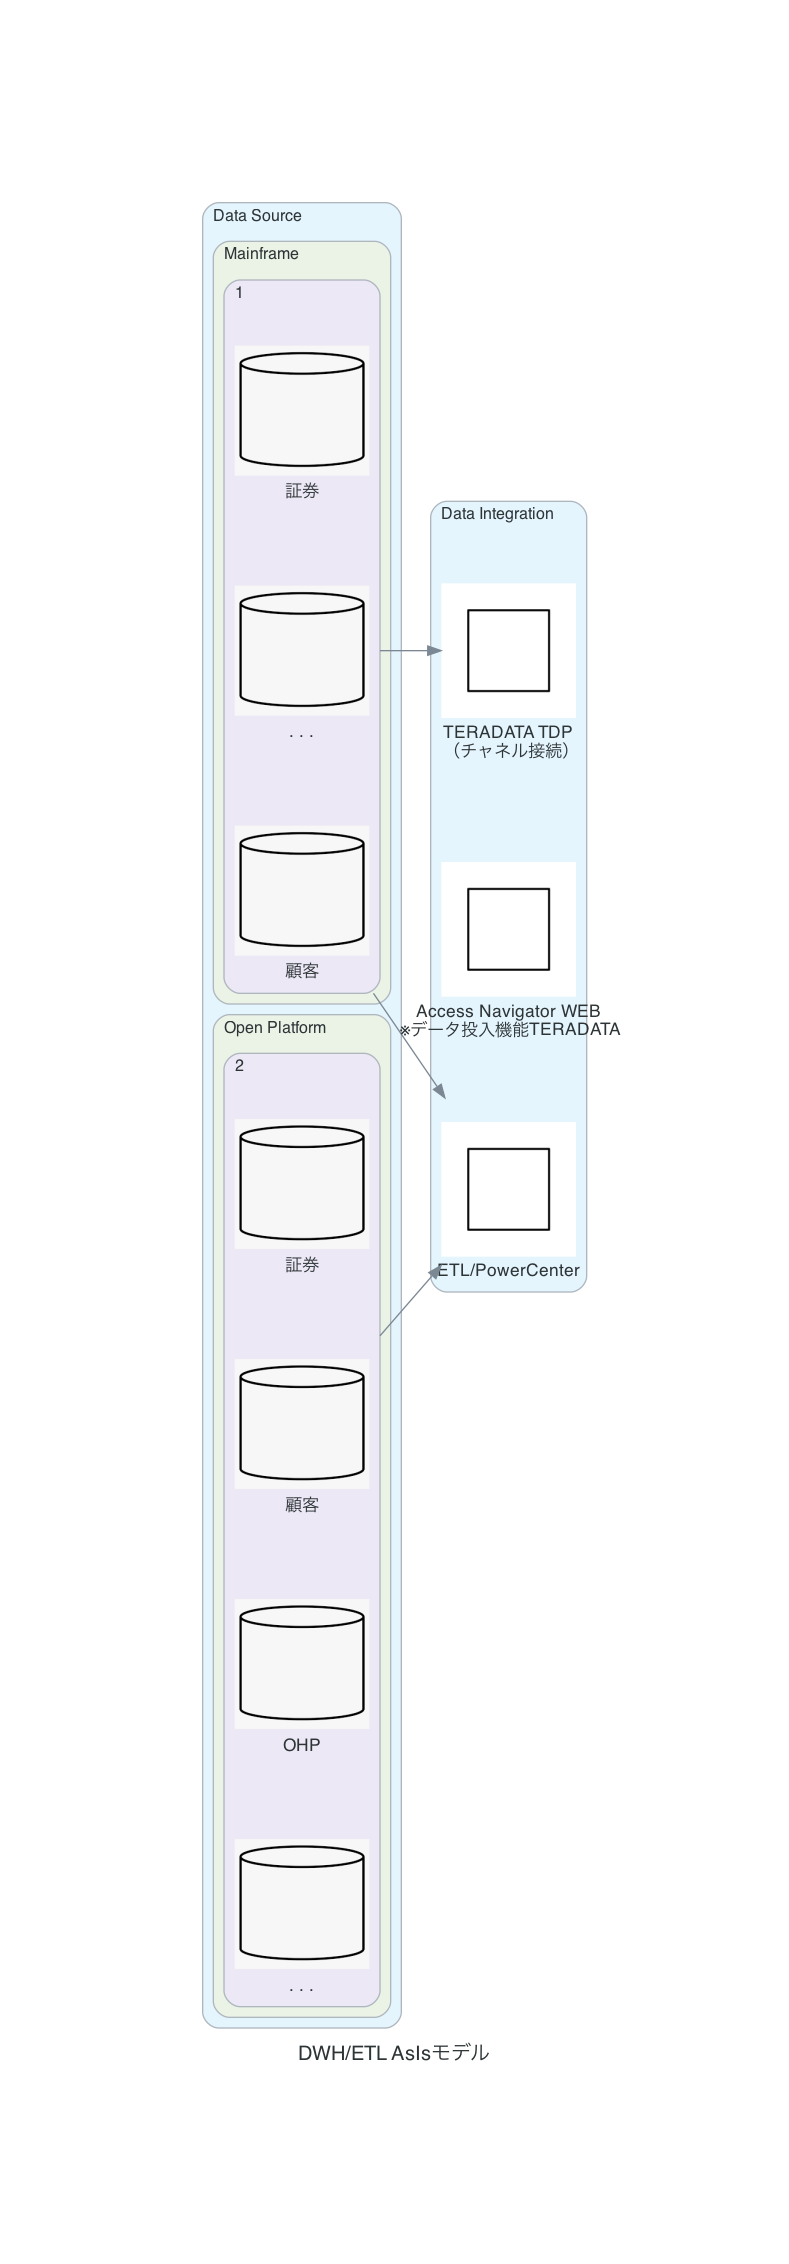 Data Source
Mainframe
1
証券
. . .
顧客
Open Platform
2
証券
顧客
OHP
. . .
Data Integration
TERADATA TDP
（チャネル接続）
Access Navigator WEB
※データ投入機能TERADATA
ETL/PowerCenter
DWH/ETL AsIsモデル